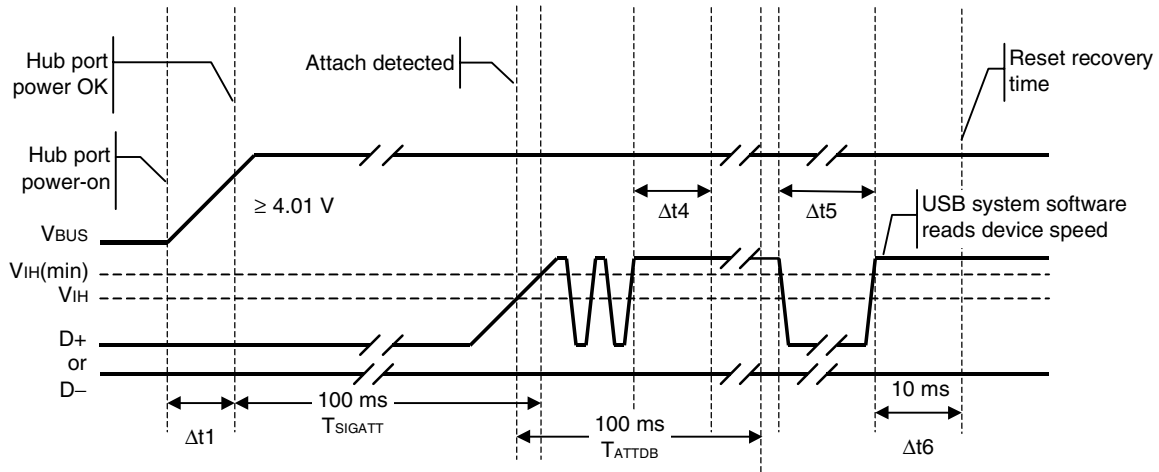 Hub port
power OK
Attach detected
Reset recovery
time
Hub port
power-on
≥ 4.01 V
Δt4
Δt5
USB system software
reads device speed
VBUS
VIH(min)
VIH
D+
or
D−
100 ms
TSIGATT
10 ms
Δt1
100 ms
TATTDB
Δt6